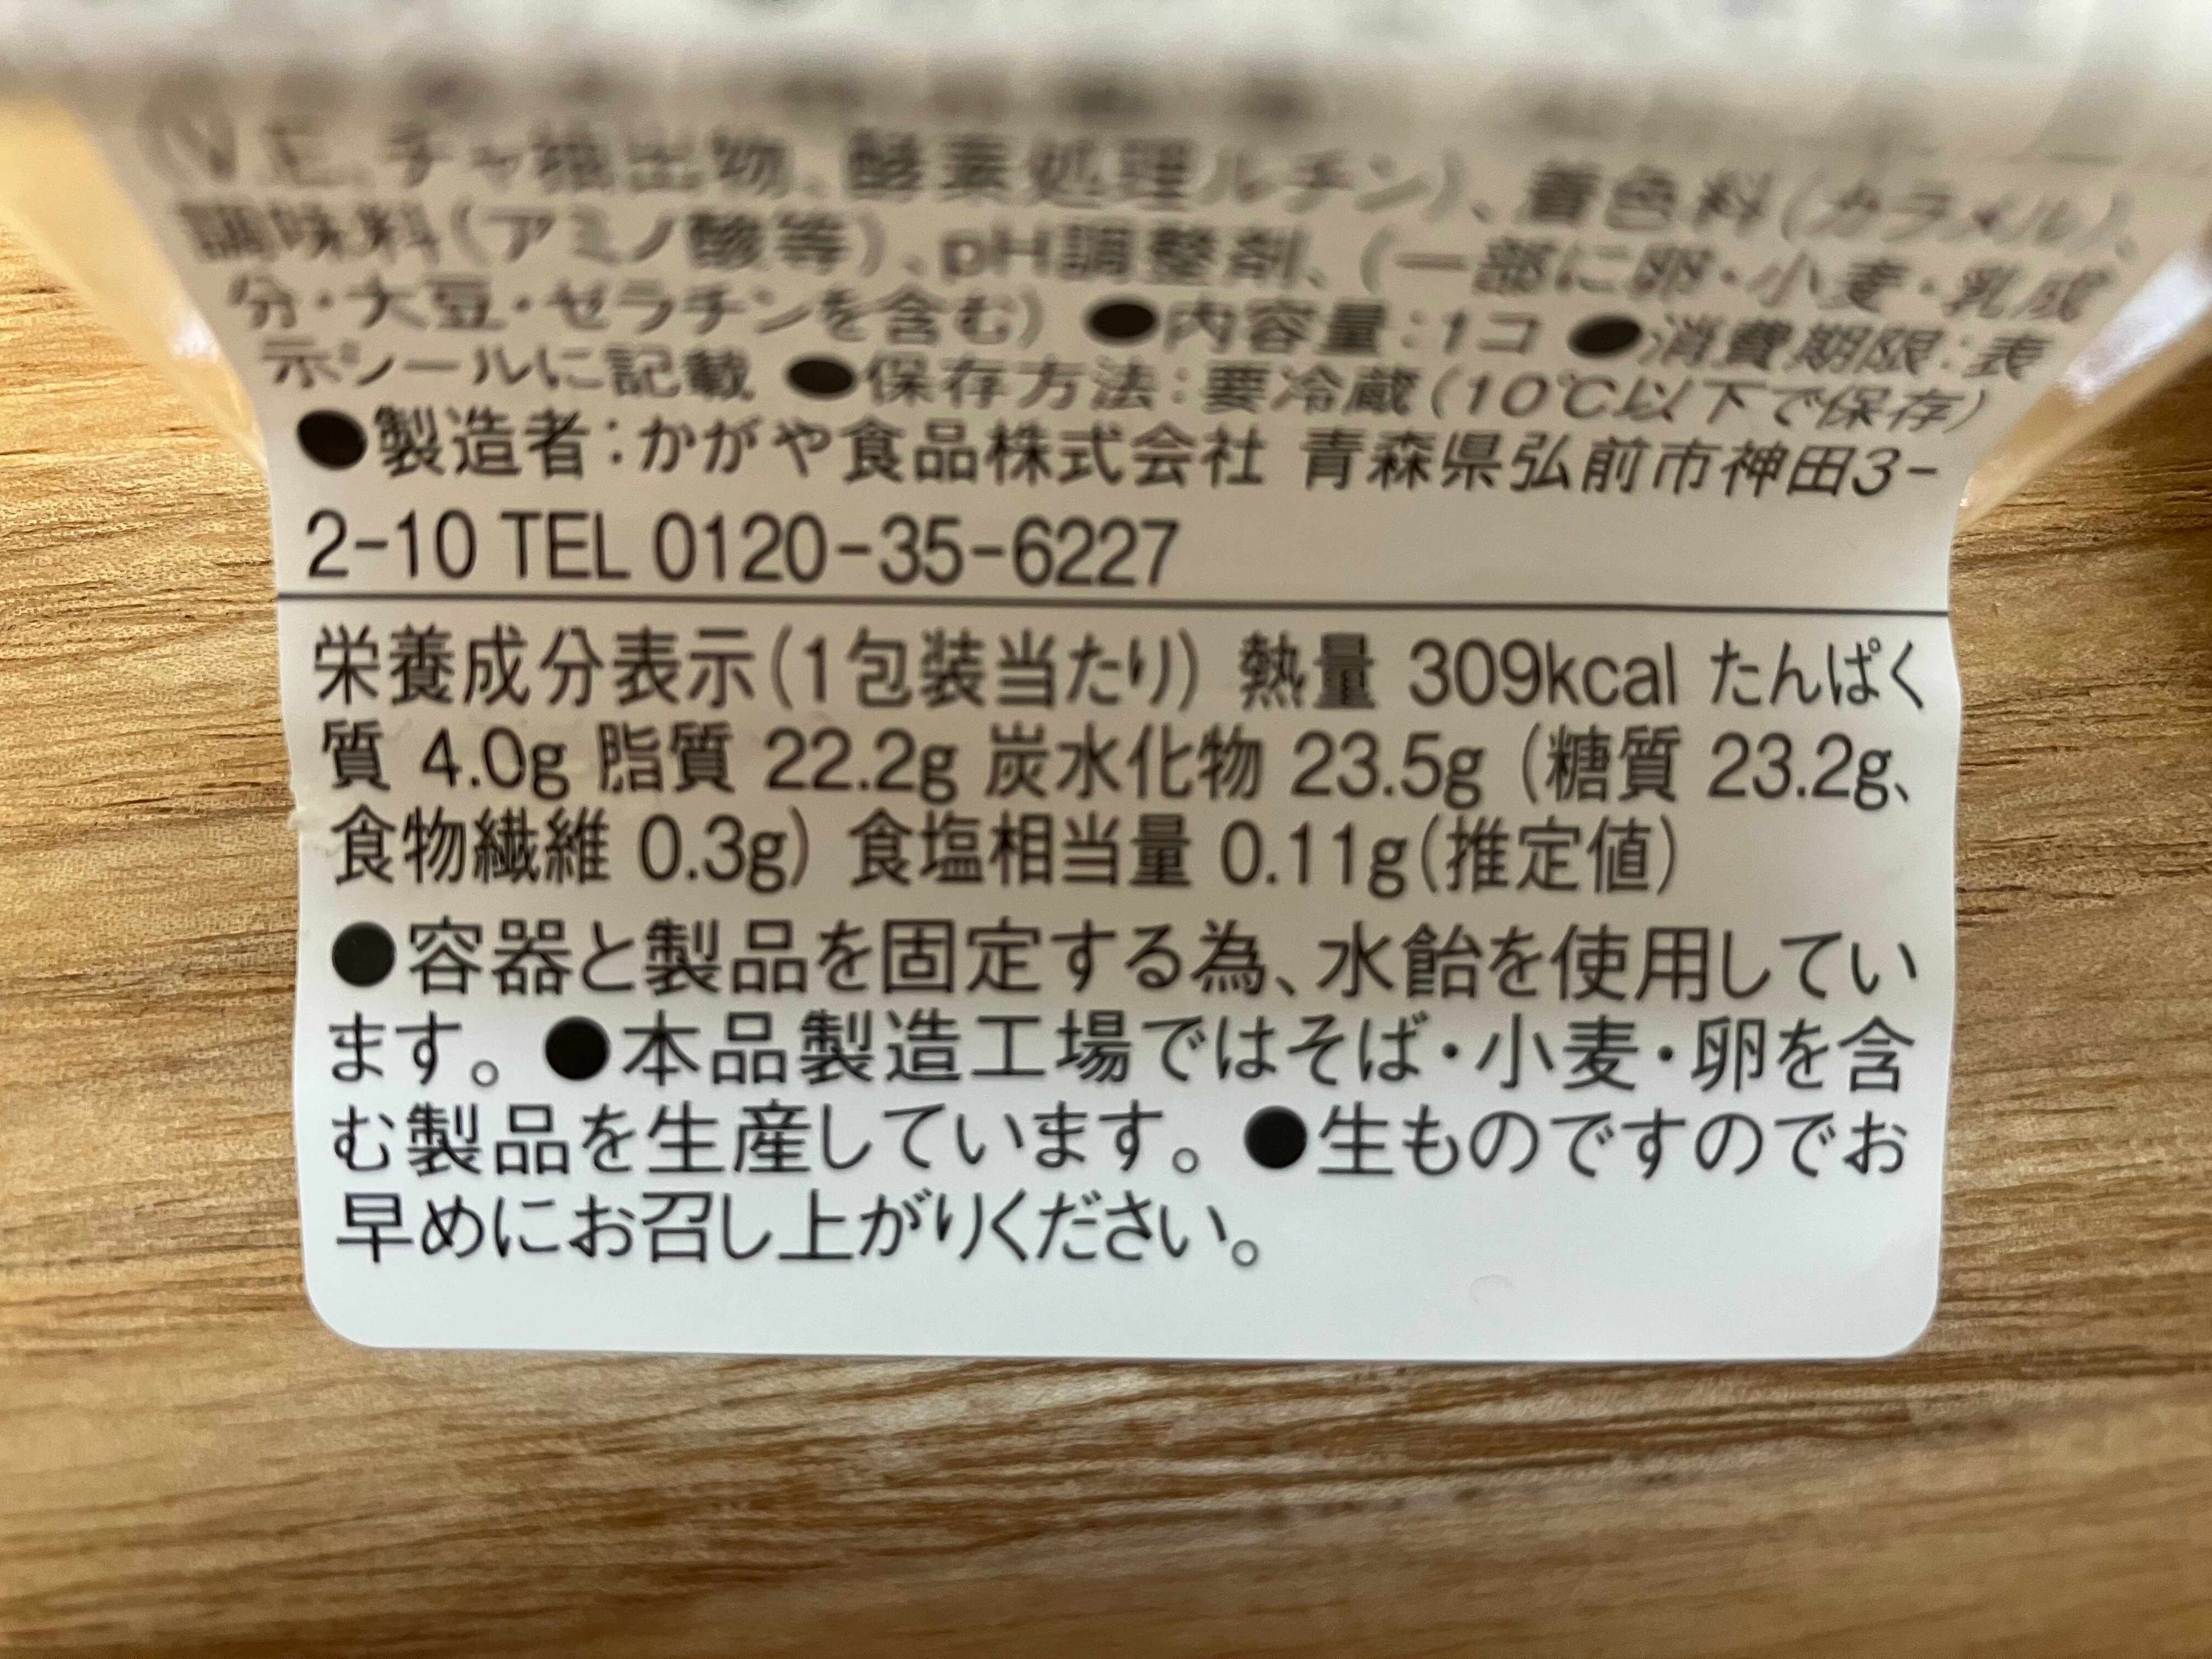 (V.E、チャ抽出物、酵素処理ルチン)、着色料(カラメル)、
調味料(アミノ酸等)、pH調整剤、(一部に卵・小麦・乳成
分・大豆・ゼラチンを含む) ●内容量:1コ ●消費期限:表
示シールに記載 ●保存方法:要冷蔵(10℃以下で保存)
●製造者:かがや食品株式会社 青森県弘前市神田3-
2-10 TEL 0120-35-6227
栄養成分表示(1包装当たり) 熱量 309kcal たんぱく
質 4.0g 脂質 22.2g 炭水化物 23.5g (糖質 23.2g、
食物繊維 0.3g) 食塩相当量 0.11g(推定値)
●容器と製品を固定する為、水飴を使用してい
ます。●本品製造工場ではそば・小麦・卵を含
む製品を生産しています。●生ものですのでお
早めにお召し上がりください。